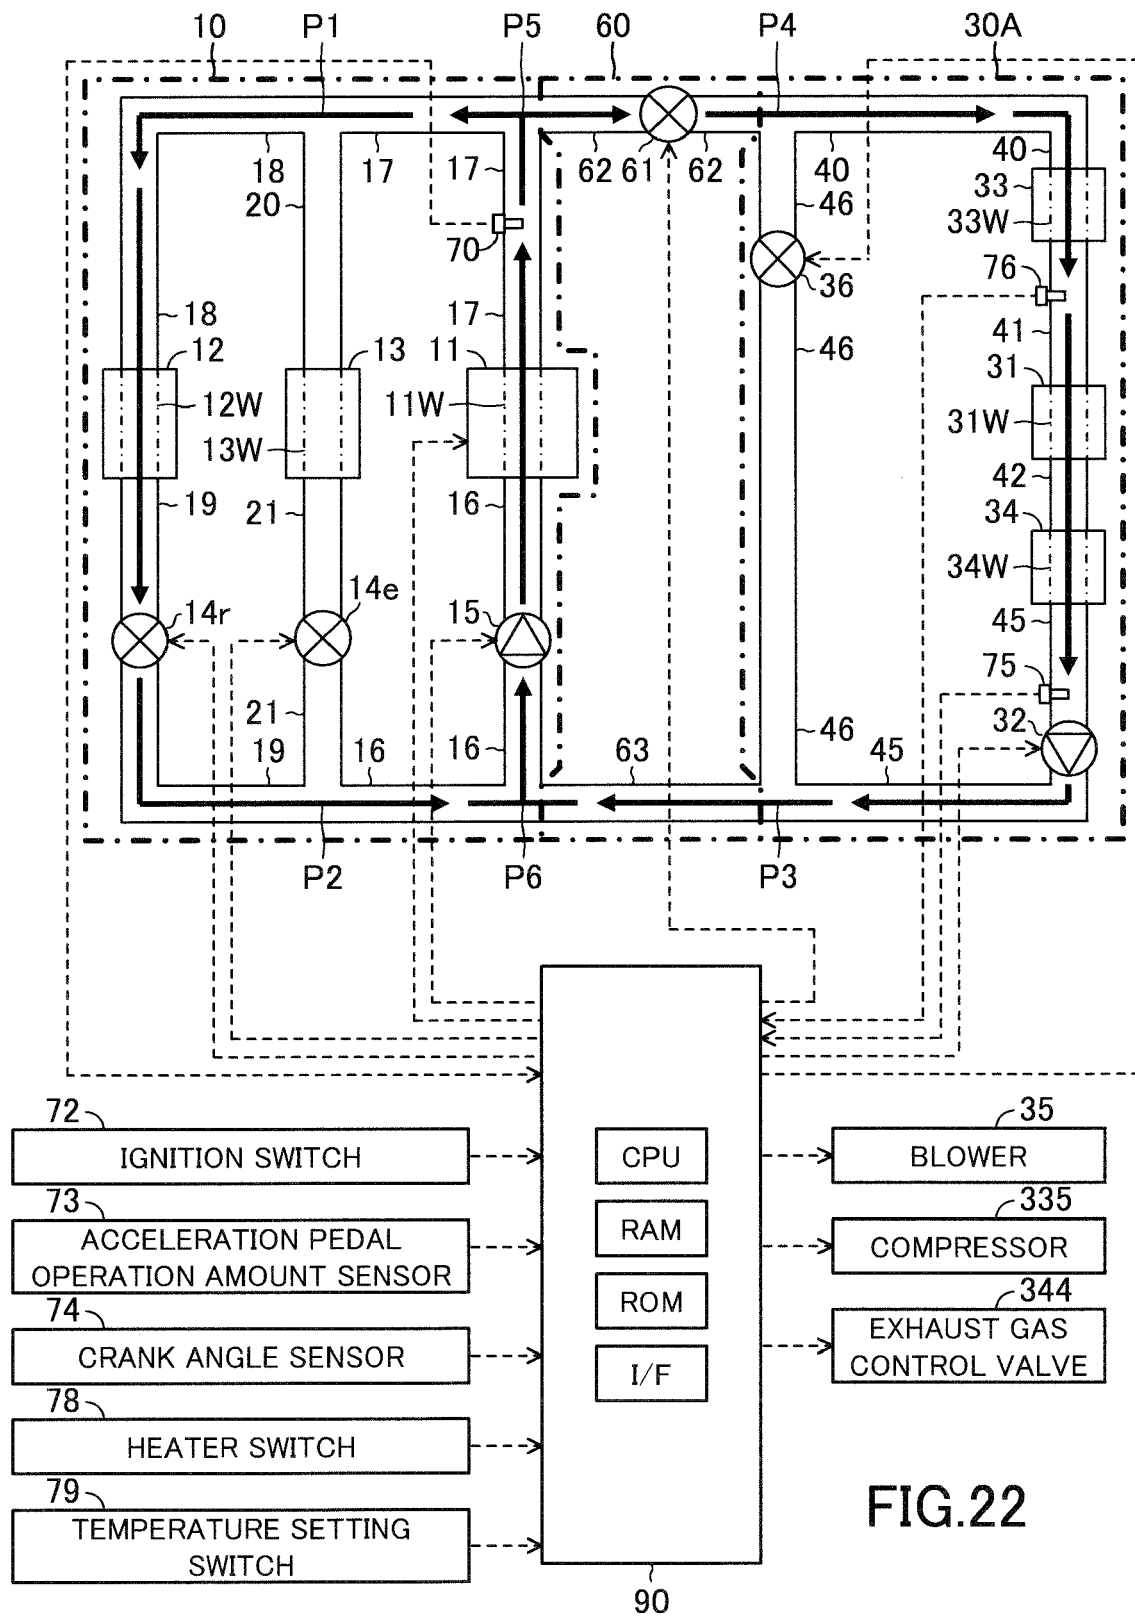 10 P1 P5 60 P4 30A
18 17 17 62 61 62 40 40
20 46 33
33W
70 36 76
18 17 46 41
12 13 11 31
12W 11W 31W
13W
19 21 16 42
34
34W
14r 14e 15 45
75
21 16 46 32
19 16 63 45
P2 P6 P3
72
IGNITION SWITCH
73
ACCELERATION PEDAL
OPERATION AMOUNT SENSOR
74
CRANK ANGLE SENSOR
78
HEATER SWITCH
79
TEMPERATURE SETTING
SWITCH
CPU
RAM
ROM
I/F
90
35
BLOWER
335
COMPRESSOR
344
EXHAUST GAS
CONTROL VALVE
FIG.22